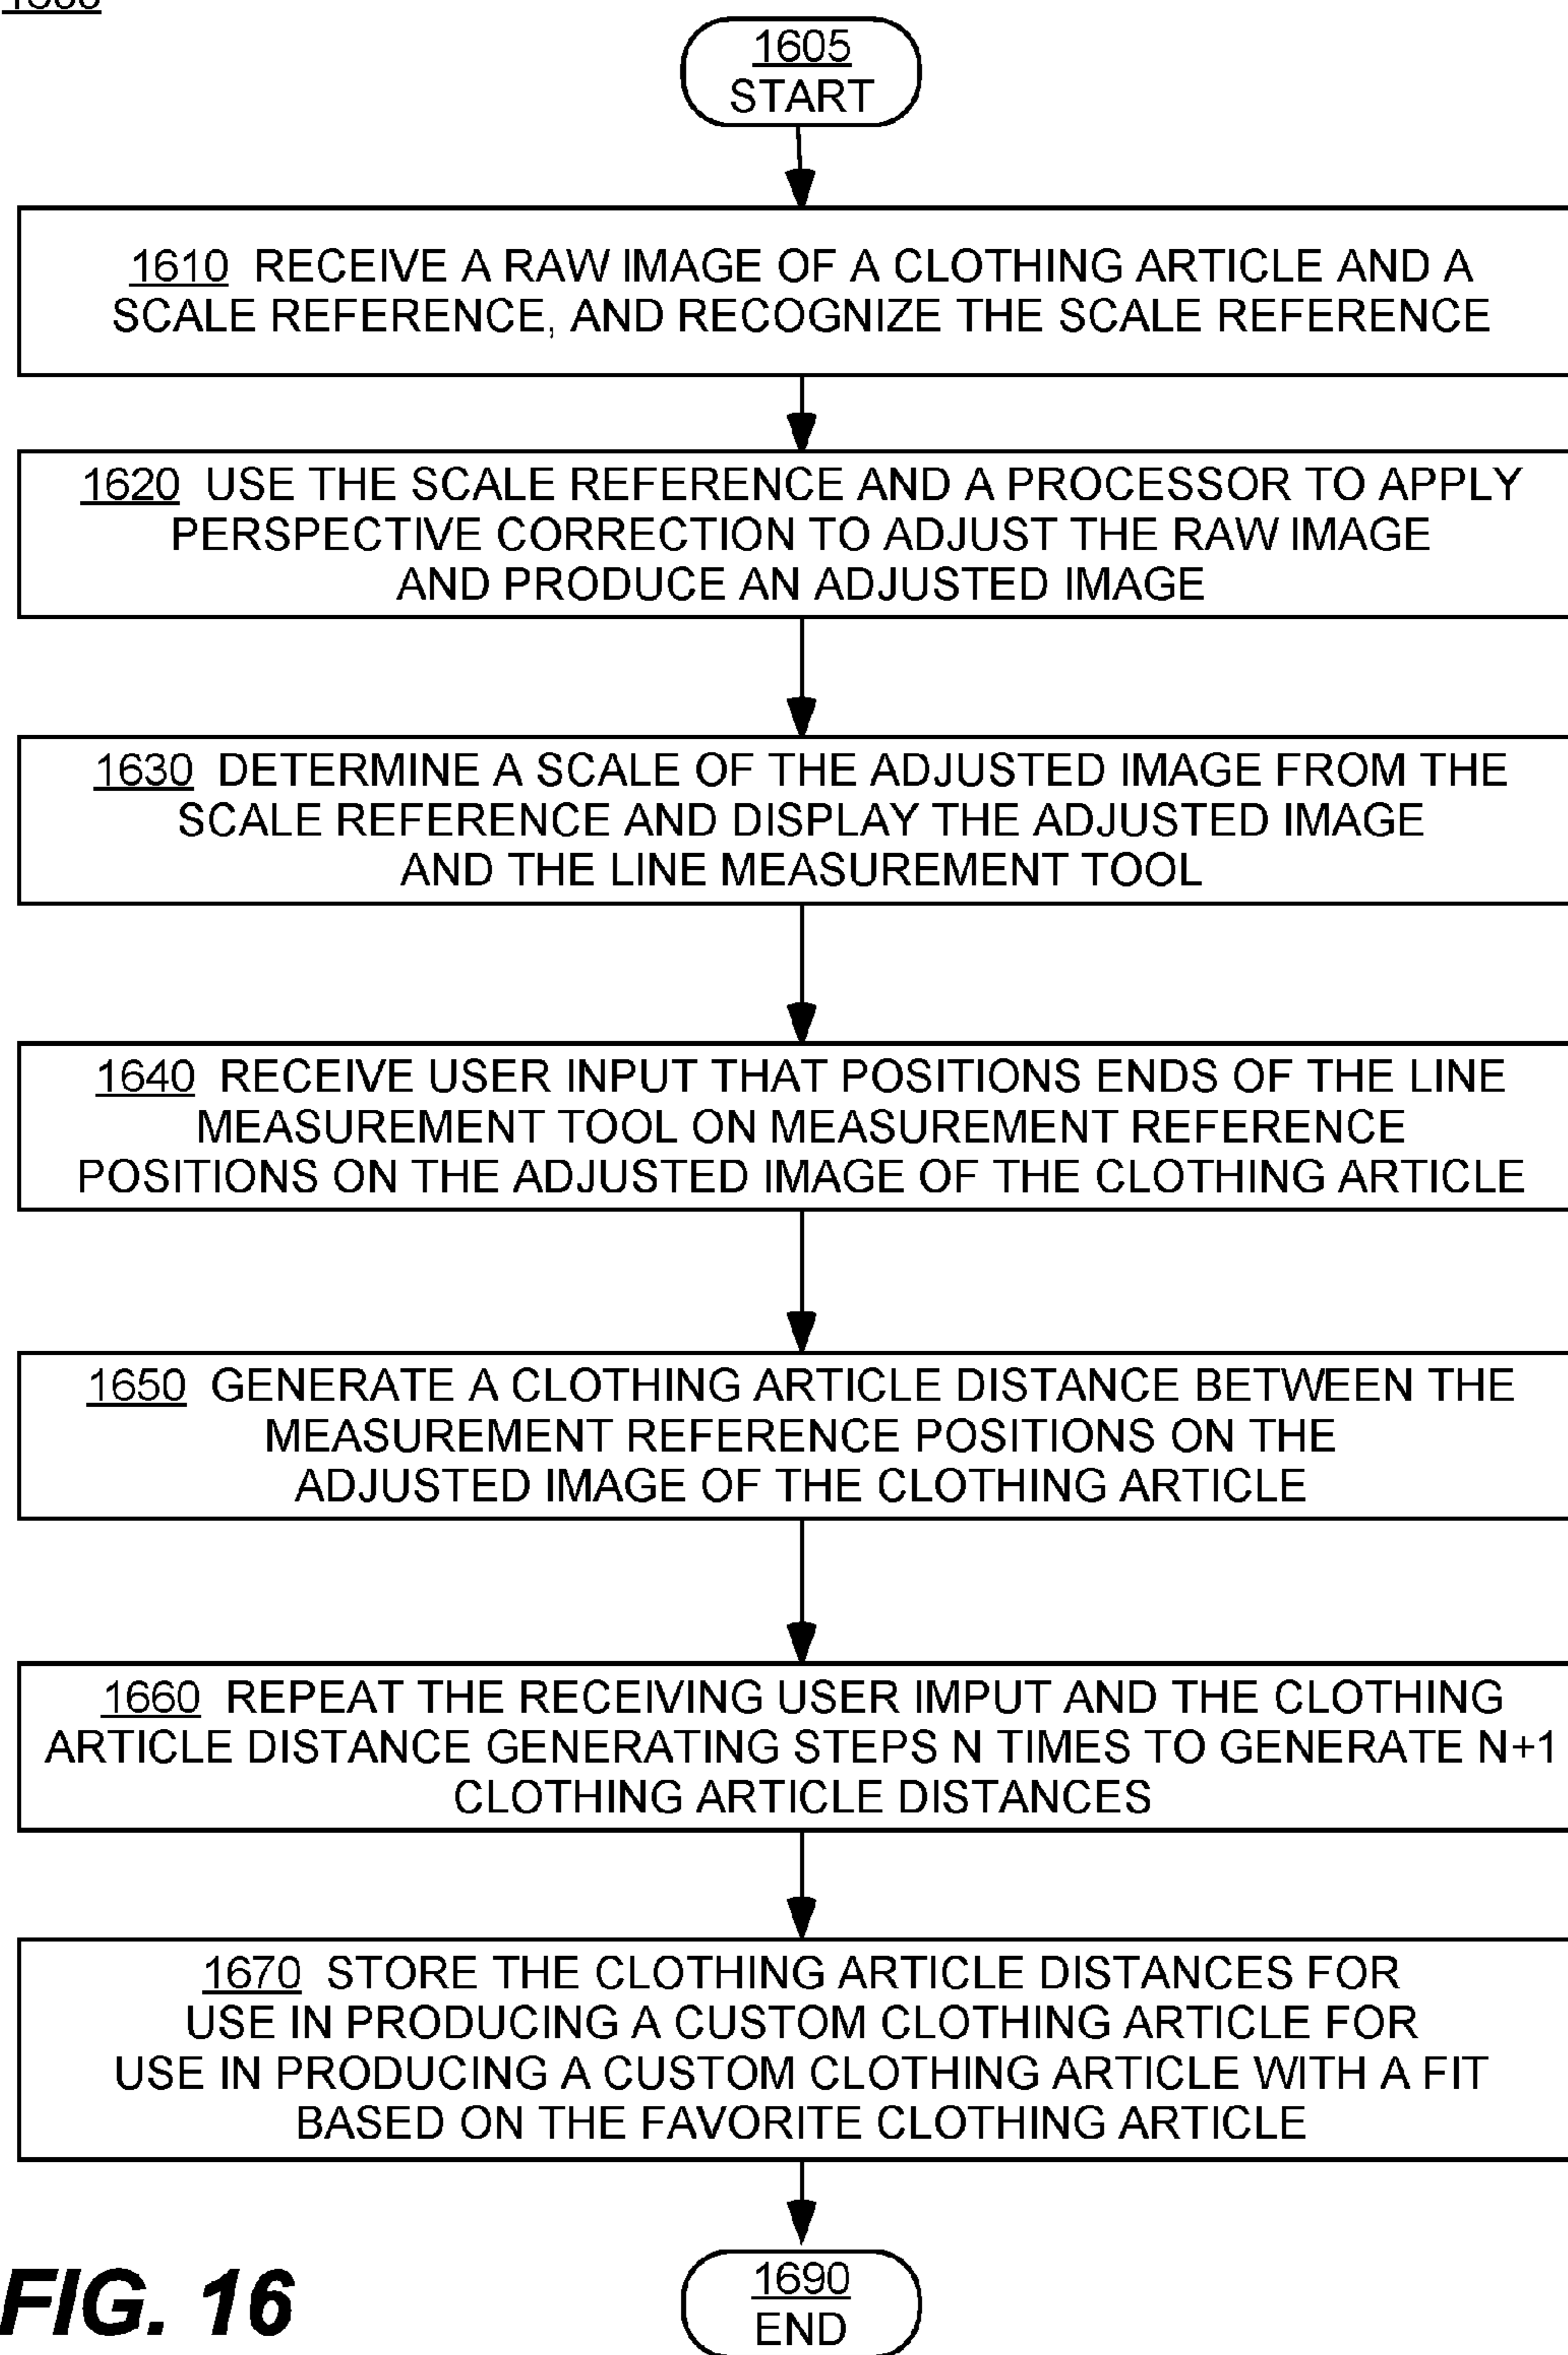 1605
START
1610 RECEIVE A RAW IMAGE OF A CLOTHING ARTICLE AND A
SCALE REFERENCE, AND RECOGNIZE THE SCALE REFERENCE
1620 USE THE SCALE REFERENCE AND A PROCESSOR TO APPLY
PERSPECTIVE CORRECTION TO ADJUST THE RAW IMAGE
AND PRODUCE AN ADJUSTED IMAGE
1630 DETERMINE A SCALE OF THE ADJUSTED IMAGE FROM THE
SCALE REFERENCE AND DISPLAY THE ADJUSTED IMAGE
AND THE LINE MEASUREMENT TOOL
1640 RECEIVE USER INPUT THAT POSITIONS ENDS OF THE LINE
MEASUREMENT TOOL ON MEASUREMENT REFERENCE
POSITIONS ON THE ADJUSTED IMAGE OF THE CLOTHING ARTICLE
1650 GENERATE A CLOTHING ARTICLE DISTANCE BETWEEN THE
MEASUREMENT REFERENCE POSITIONS ON THE
ADJUSTED IMAGE OF THE CLOTHING ARTICLE
1660 REPEAT THE RECEIVING USER IMPUT AND THE CLOTHING
ARTICLE DISTANCE GENERATING STEPS N TIMES TO GENERATE N+1
CLOTHING ARTICLE DISTANCES
1670 STORE THE CLOTHING ARTICLE DISTANCES FOR
USE IN PRODUCING A CUSTOM CLOTHING ARTICLE FOR
USE IN PRODUCING A CUSTOM CLOTHING ARTICLE WITH A FIT
BASED ON THE FAVORITE CLOTHING ARTICLE
1690
END
FIG. 16